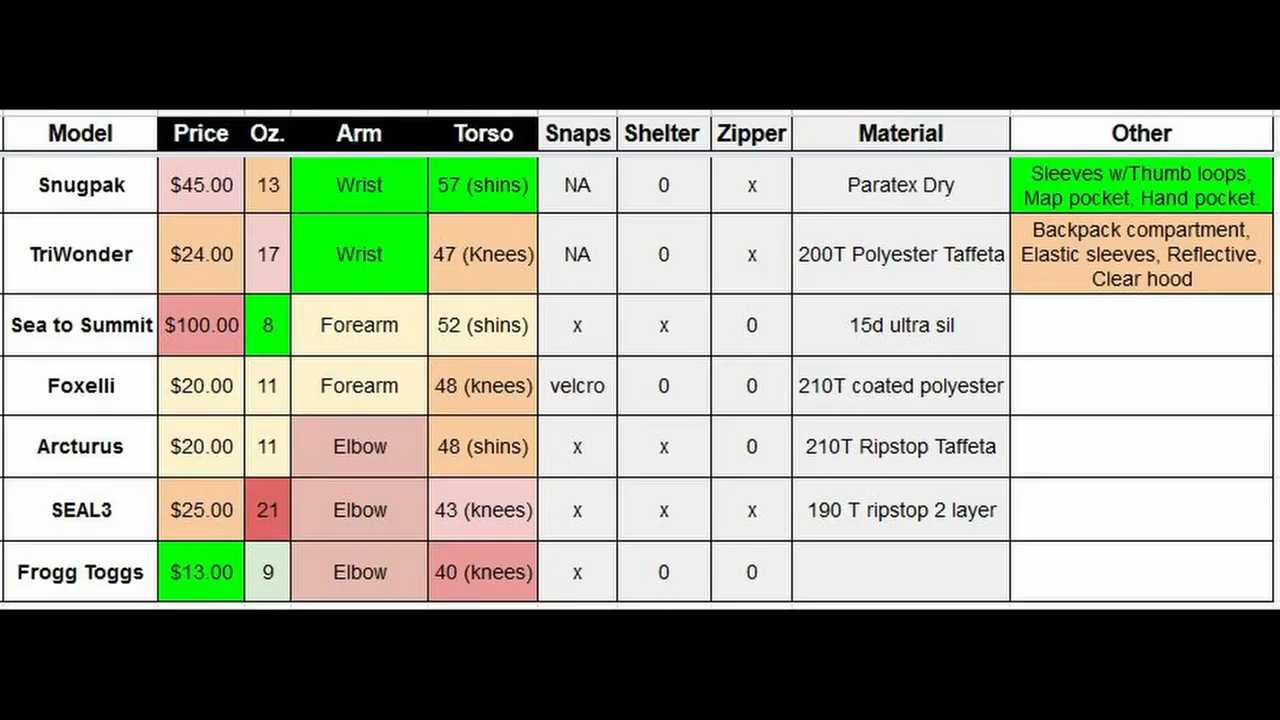 Model Price Oz. Arm Torso Snaps Shelter Zipper Material Other
Snugpak $45.00 13 Wrist 57 (shins) NA 0 x Paratex Dry Sleeves w/Thumb loops,
Map pocket, Hand pocket.
TriWonder $24.00 17 Wrist 47 (Knees) NA 0 x 200T Polyester Taffeta Backpack compartment,
Elastic sleeves, Reflective,
Clear hood
Sea to Summit $100.00 8 Forearm 52 (shins) x x 0 15d ultra sil
Foxelli $20.00 11 Forearm 48 (knees) velcro 0 0 210T coated polyester
Arcturus $20.00 11 Elbow 48 (shins) x x 0 210T Ripstop Taffeta
SEAL3 $25.00 21 Elbow 43 (knees) x x x 190 T ripstop 2 layer
Frogg Toggs $13.00 9 Elbow 40 (knees) x 0 0